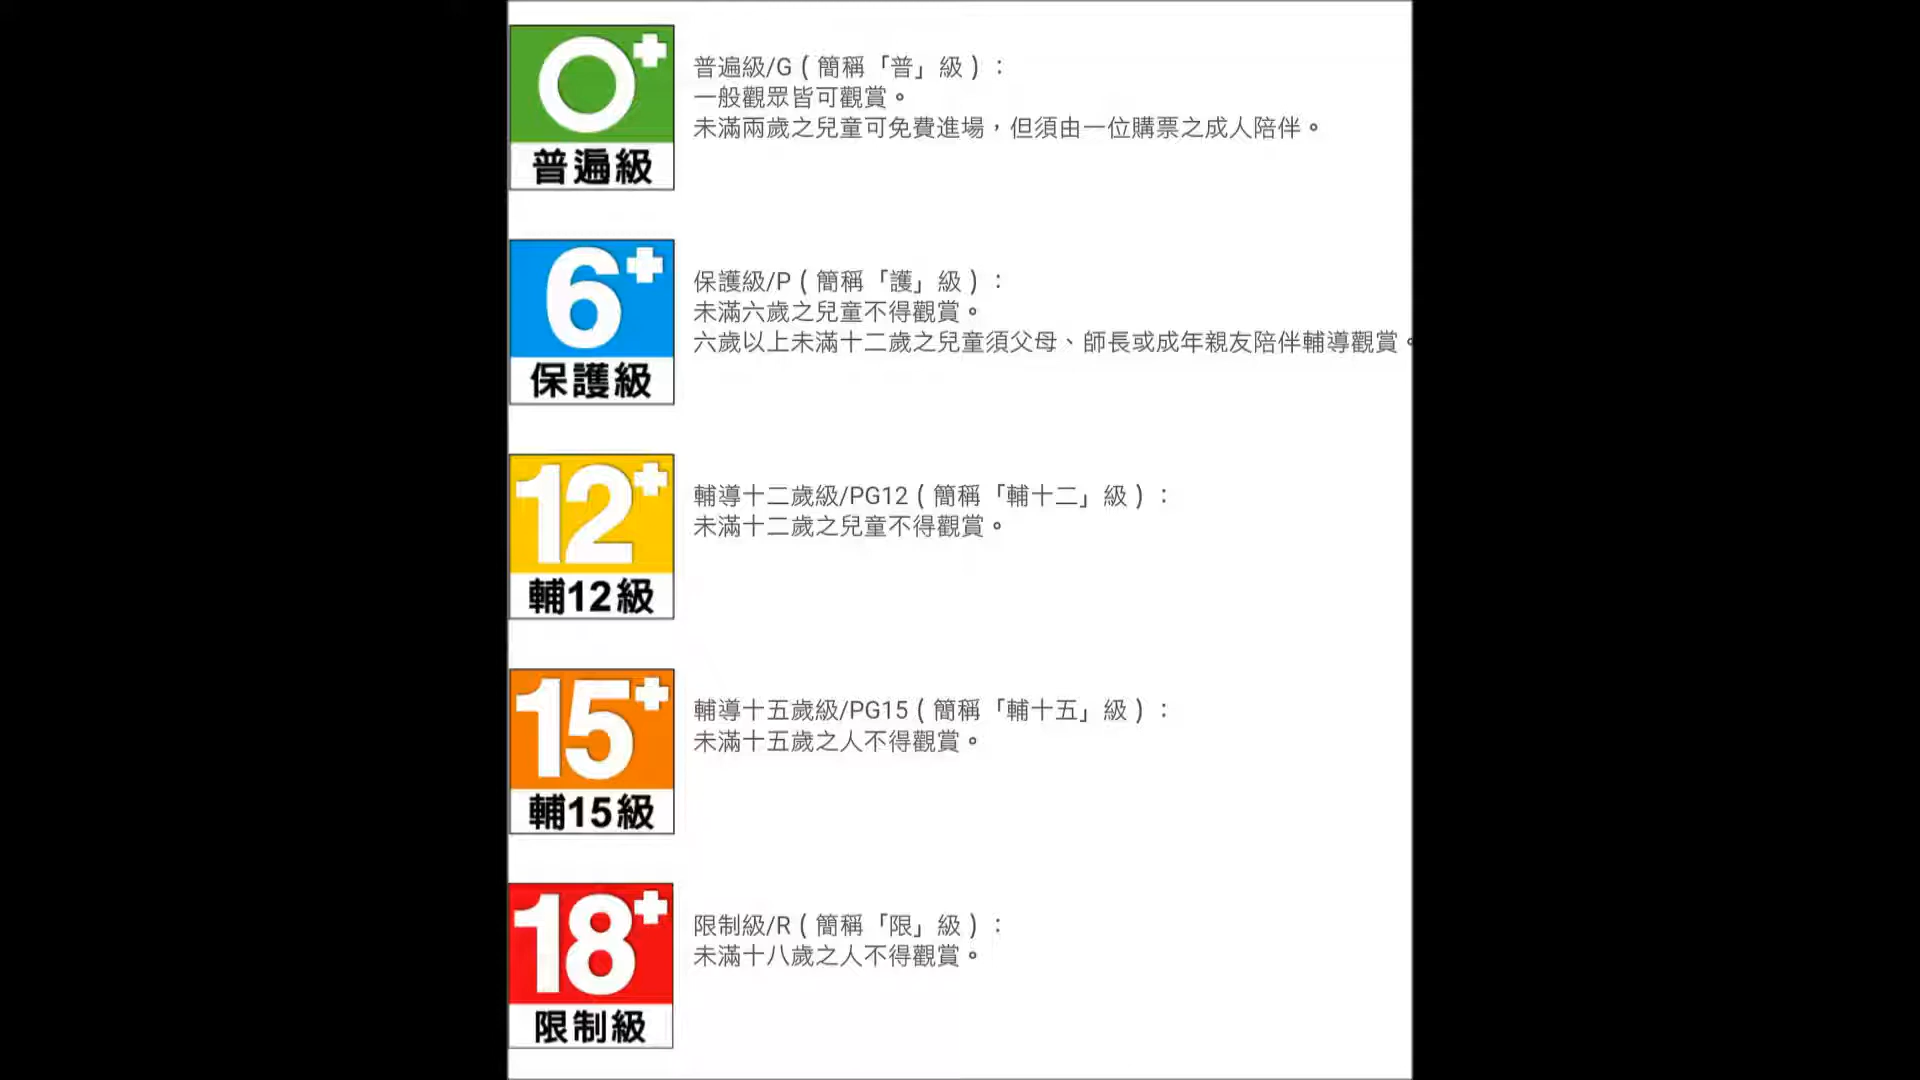 0+
普遍級
普遍級/G（簡稱「普」級）：
一般觀眾皆可觀賞。
未滿兩歲之兒童可免費進場，但須由一位購票之成人陪伴。
6+
保護級
保護級/P（簡稱「護」級）：
未滿六歲之兒童不得觀賞。
六歲以上未滿十二歲之兒童須父母、師長或成年親友陪伴輔導觀賞。
12+
輔12級
輔導十二歲級/PG12（簡稱「輔十二」級）：
未滿十二歲之兒童不得觀賞。
15+
輔15級
輔導十五歲級/PG15（簡稱「輔十五」級）：
未滿十五歲之人不得觀賞。
18+
限制級
限制級/R（簡稱「限」級）：
未滿十八歲之人不得觀賞。